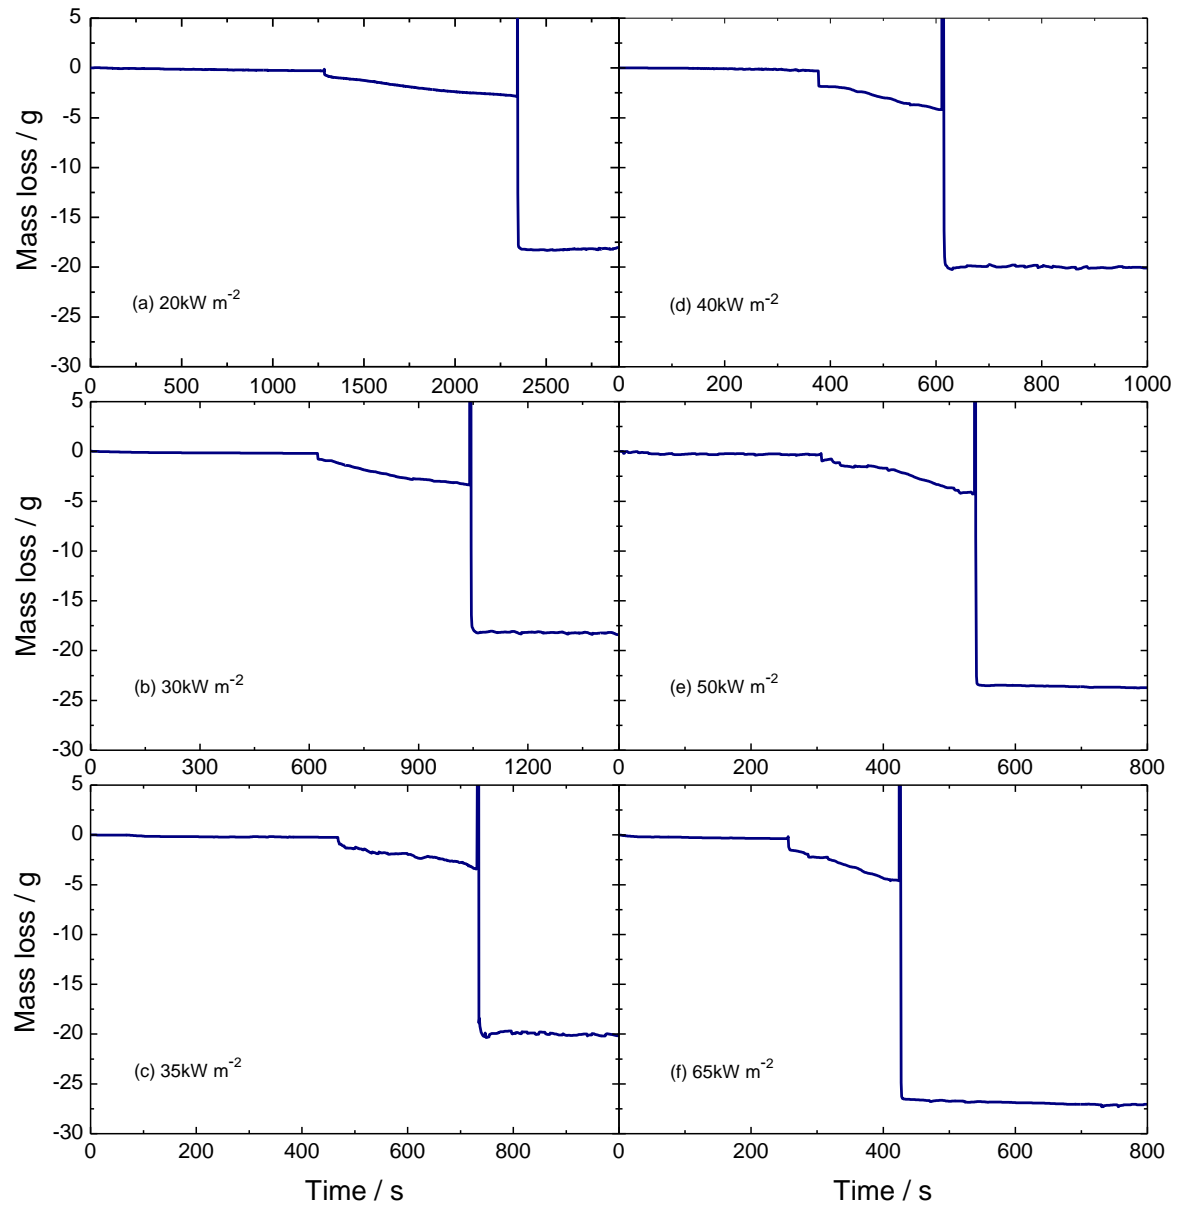 5
0
-5
-10
-15
-20
-25
-30
Mass loss / g
(a) 20kW m-2
0 500 1000 1500 2000 2500
(d) 40kW m-2
0 200 400 600 800 1000
5
0
-5
-10
-15
-20
-25
-30
Mass loss / g
(b) 30kW m-2
0 300 600 900 1200
(e) 50kW m-2
0 200 400 600 800
5
0
-5
-10
-15
-20
-25
-30
Mass loss / g
(c) 35kW m-2
0 200 400 600 800
Time / s
(f) 65kW m-2
0 200 400 600 800
Time / s